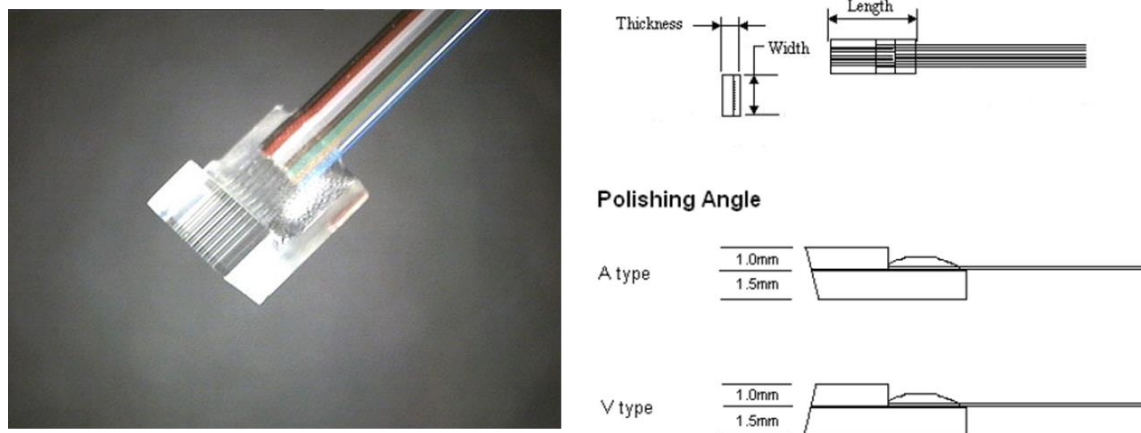 Thickness
Length
Width
Polishing Angle
A type
1.0mm
1.5mm
V type
1.0mm
1.5mm